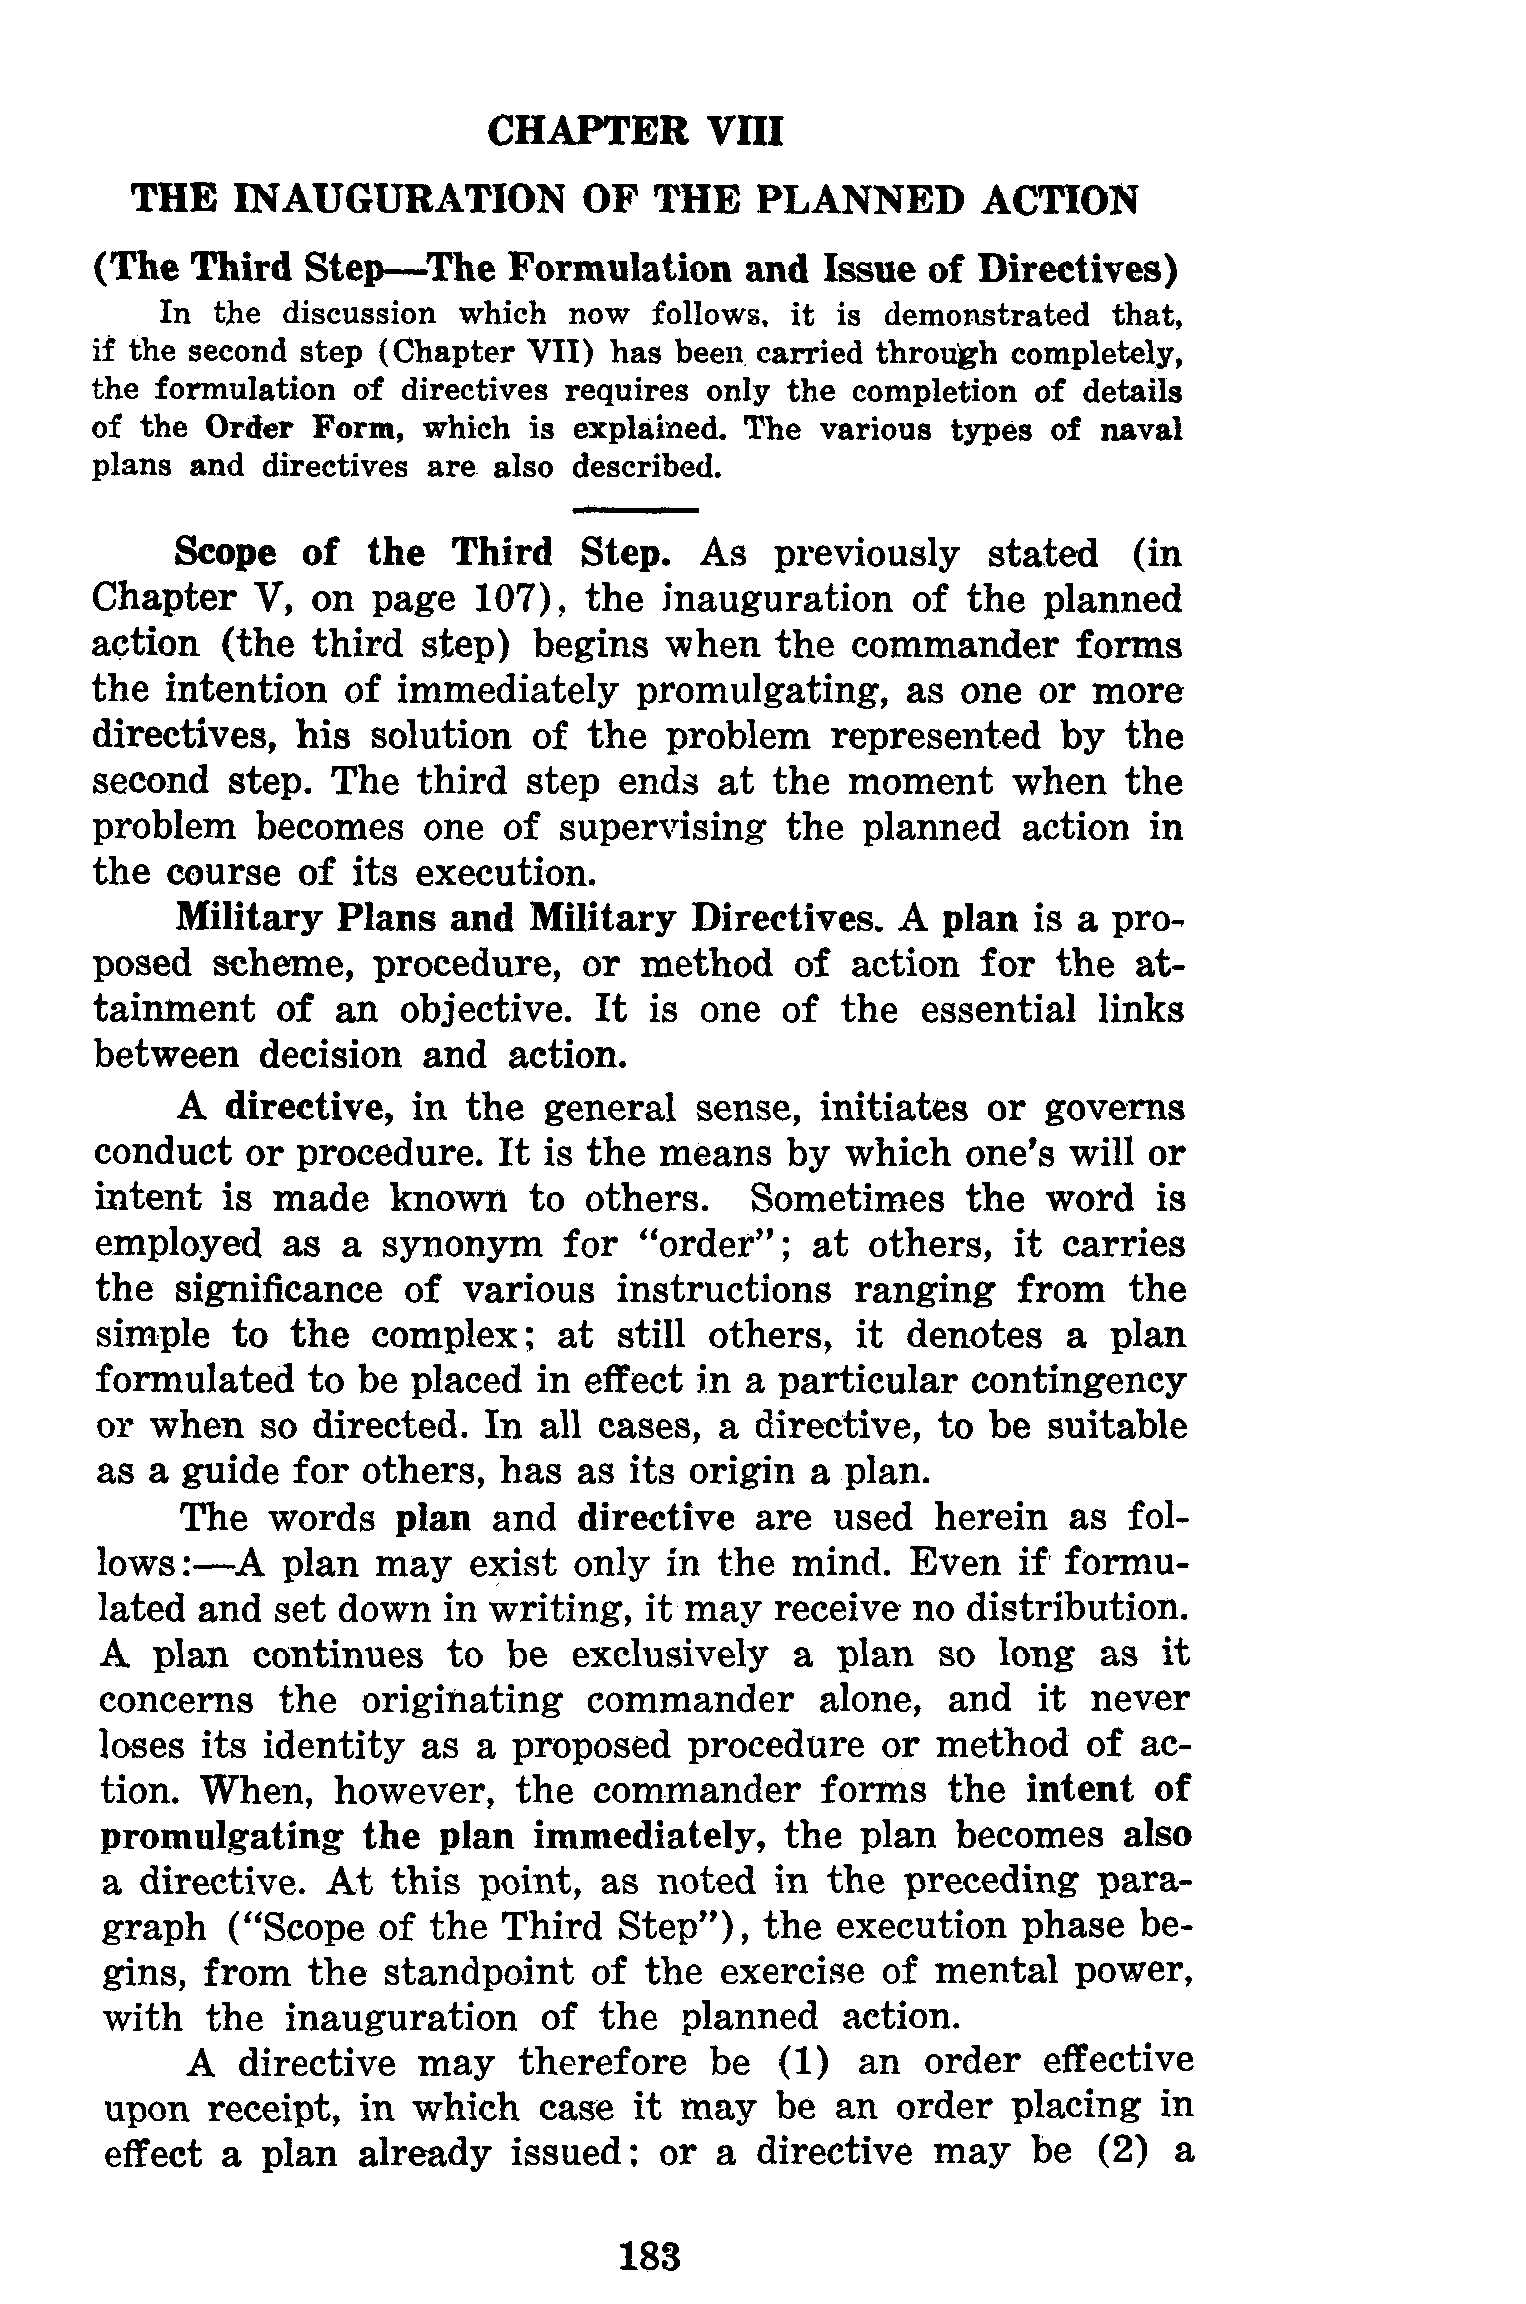 CHAPTER VIII
THE INAUGURATION OF THE PLANNED ACTION
(The Third Step—The Formulation and Issue of Directives)
In the discussion which now follows, it is demonstrated that,
if the second step (Chapter VII) has been carried through completely,
the formulation of directives requires only the completion of details
of the Order Form, which is explained. The various types of naval
plans and directives are also described.
Scope of the Third Step. As previously stated (in
Chapter V, on page 107), the inauguration of the planned
action (the third step) begins when the commander forms
the intention of immediately promulgating, as one or more
directives, his solution of the problem represented by the
second step. The third step ends at the moment when the
problem becomes one of supervising the planned action in
the course of its execution.
Military Plans and Military Directives. A plan is a pro-
posed scheme, procedure, or method of action for the at-
tainment of an objective. It is one of the essential links
between decision and action.
A directive, in the general sense, initiates or governs
conduct or procedure. It is the means by which one's will or
intent is made known to others. Sometimes the word is
employed as a synonym for "order"; at others, it carries
the significance of various instructions ranging from the
simple to the complex; at still others, it denotes a plan
formulated to be placed in effect in a particular contingency
or when so directed. In all cases, a directive, to be suitable
as a guide for others, has as its origin a plan.
The words plan and directive are used herein as fol-
lows:—A plan may exist only in the mind. Even if formu-
lated and set down in writing, it may receive no distribution.
A plan continues to be exclusively a plan so long as it
concerns the originating commander alone, and it never
loses its identity as a proposed procedure or method of ac-
tion. When, however, the commander forms the intent of
promulgating the plan immediately, the plan becomes also
a directive. At this point, as noted in the preceding para-
graph ("Scope of the Third Step"), the execution phase be-
gins, from the standpoint of the exercise of mental power,
with the inauguration of the planned action.
A directive may therefore be (1) an order effective
upon receipt, in which case it may be an order placing in
effect a plan already issued; or a directive may be (2) a
183